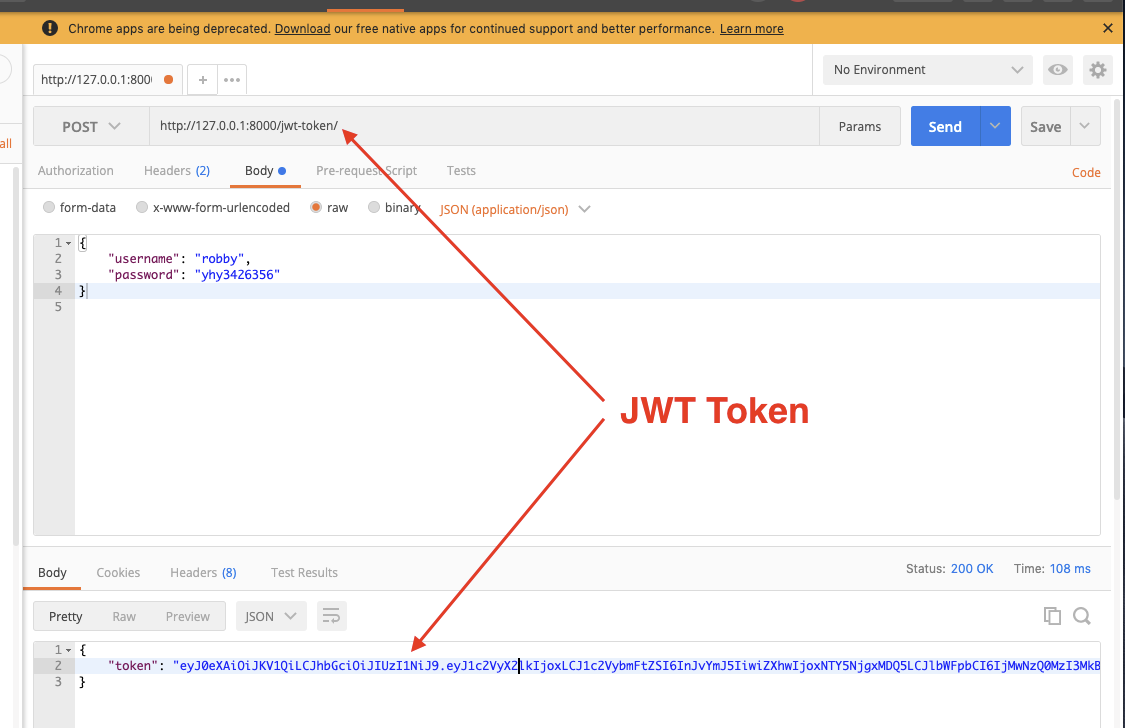 Chrome apps are being deprecated. Download our free native apps for continued support and better performance. Learn more
http://127.0.0.1:800
No Environment
POST
http://127.0.0.1:8000/jwt-token/
Params
Send
Save
all
Authorization
Headers (2)
Body
Pre-request Script
Tests
Code
form-data
x-www-form-urlencoded
raw
binary
JSON (application/json)
1 {
2 "username": "robby",
3 "password": "yhy3426356"
4 }
5
JWT Token
Body
Cookies
Headers (8)
Test Results
Status: 200 OK
Time: 108 ms
Pretty
Raw
Preview
JSON
1 {
2 "token": "eyJ0eXAiOiJKV1QiLCJhbGciOiJIUzI1NiJ9.eyJ1c2VyX2lkIjoxLCJ1c2VybmFtZSI6InJvYmJ5IiwiZXhwIjoxNTY5NjgxMDQ5LCJlbWFpbCI6IjMwNzQ0MzI3MkB
3 }